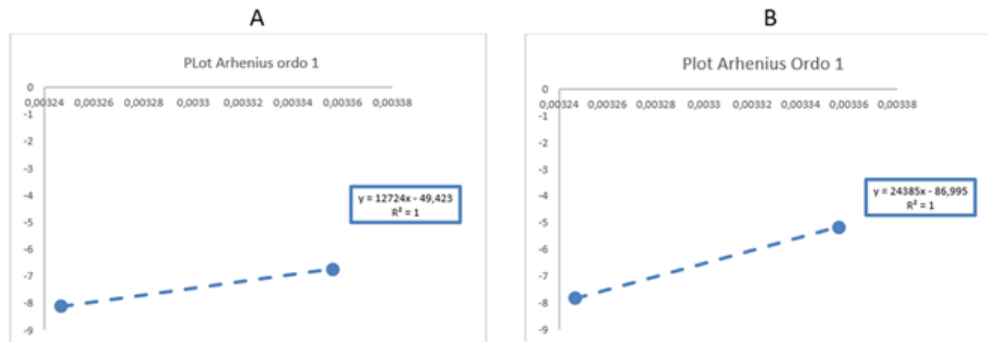 A
PLot Arhenius ordo 1
0
0,00324 0,00326 0,00328 0,0033 0,00332 0,00334 0,00336 0,00338
-1
-2
-3
-4
y = 12724x - 49,423
R² = 1
-5
-6
-7
-8
-9
B
Plot Arhenius Ordo 1
0
0,00324 0,00326 0,00328 0,0033 0,00332 0,00334 0,00336 0,00338
-1
-2
-3
-4
y = 24385x - 86,995
R² = 1
-5
-6
-7
-8
-9